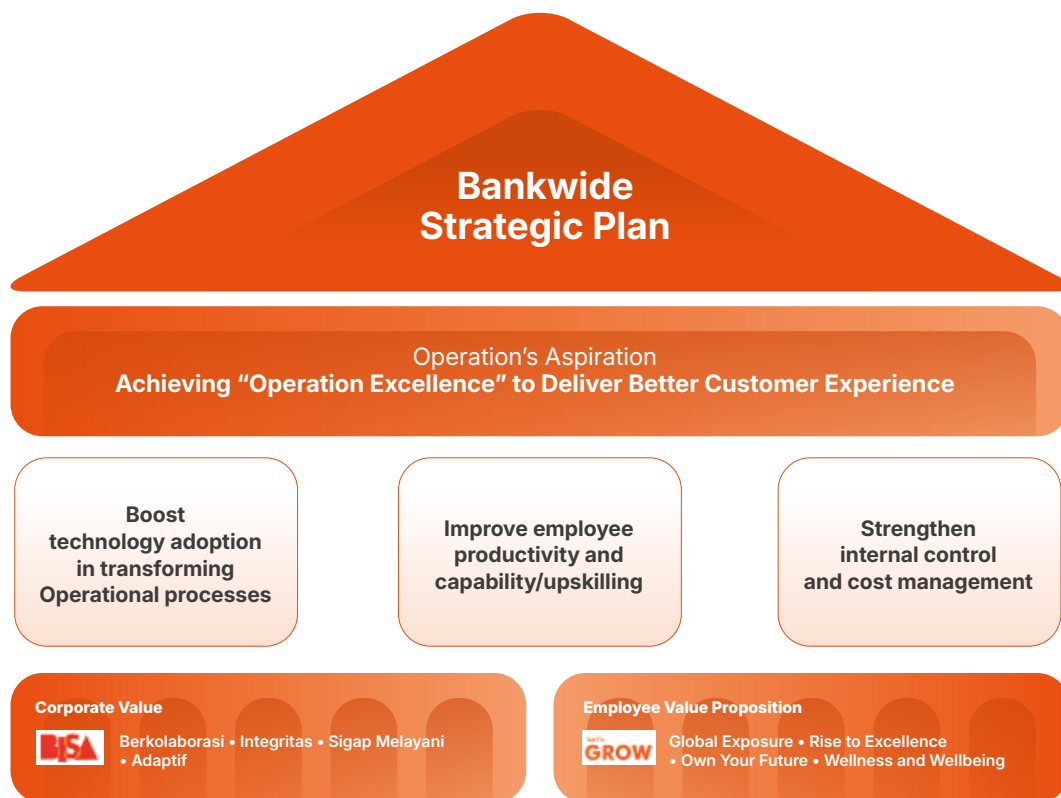 Bankwide
Strategic Plan
Operation’s Aspiration
Achieving “Operation Excellence” to Deliver Better Customer Experience
Boost
technology adoption
in transforming
Operational processes
Improve employee
productivity and
capability/upskilling
Strengthen
internal control
and cost management
Corporate Value
BISA
Berkolaborasi • Integritas • Sigap Melayani
• Adaptif
Employee Value Proposition
Let's
GROW
Global Exposure • Rise to Excellence
• Own Your Future • Wellness and Wellbeing